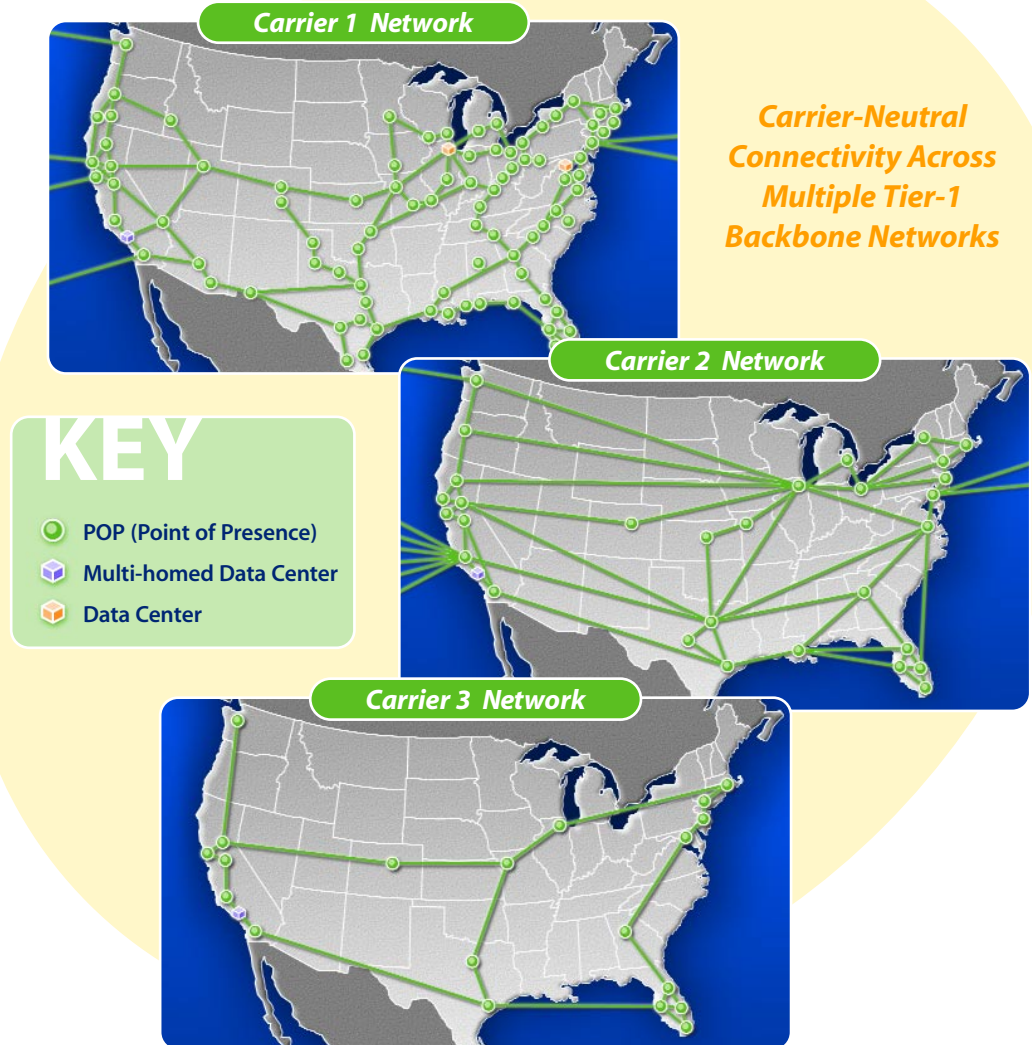 Carrier 1 Network
Carrier-Neutral
Connectivity Across
Multiple Tier-1
Backbone Networks
Carrier 2 Network
KEY
POP (Point of Presence)
Multi-homed Data Center
Data Center
Carrier 3 Network